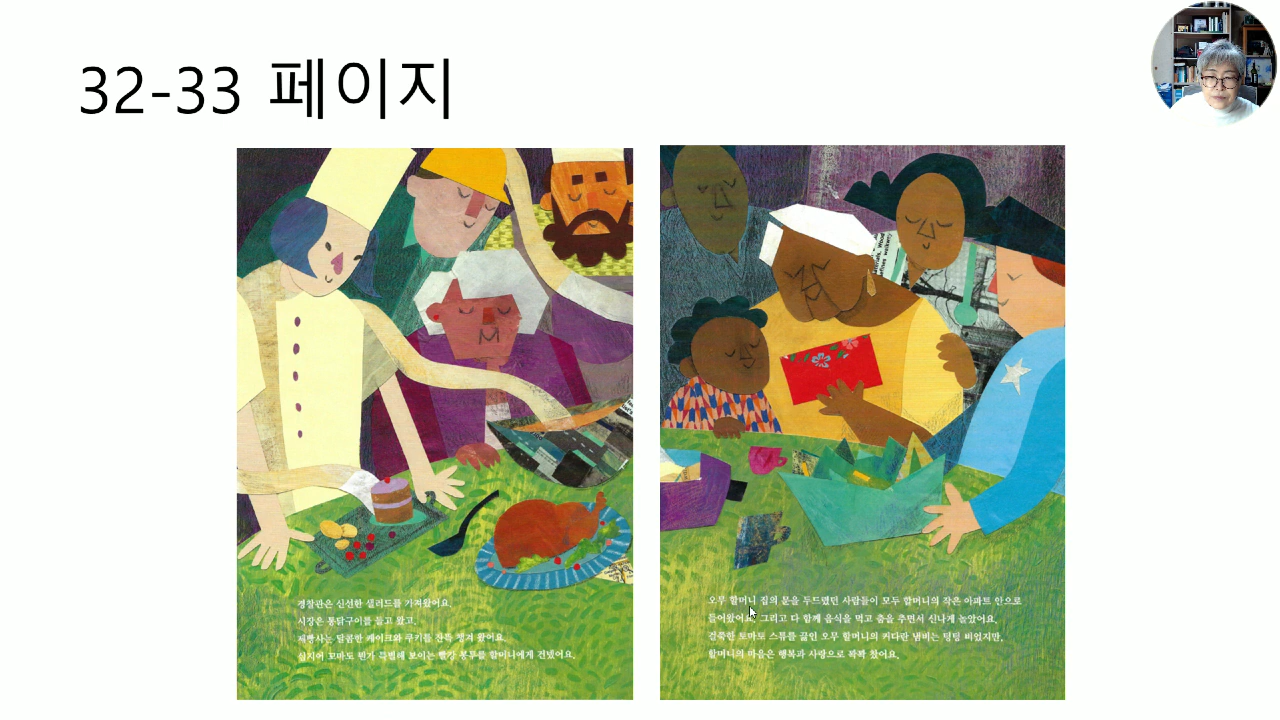 32-33 페이지
경찰관은 신선한 샐러드를 가져왔어요.
시장은 통닭구이를 들고 왔고,
제빵사는 달콤한 케이크와 쿠키를 잔뜩 챙겨 왔어요.
심지어 꼬마도 뭔가 특별해 보이는 빨강 봉투를 할머니에게 건넸어요.
오무 할머니 집의 문을 두드렸던 사람들이 모두 할머니의 작은 아파트 안으로
들어왔어요. 그리고 다 함께 음식을 먹고 춤을 추면서 신나게 놀았어요.
걸쭉한 토마토 스튜를 끓인 오무 할머니의 커다란 냄비는 텅텅 비었지만,
할머니의 마음은 행복과 사랑으로 꽉꽉 찼어요.